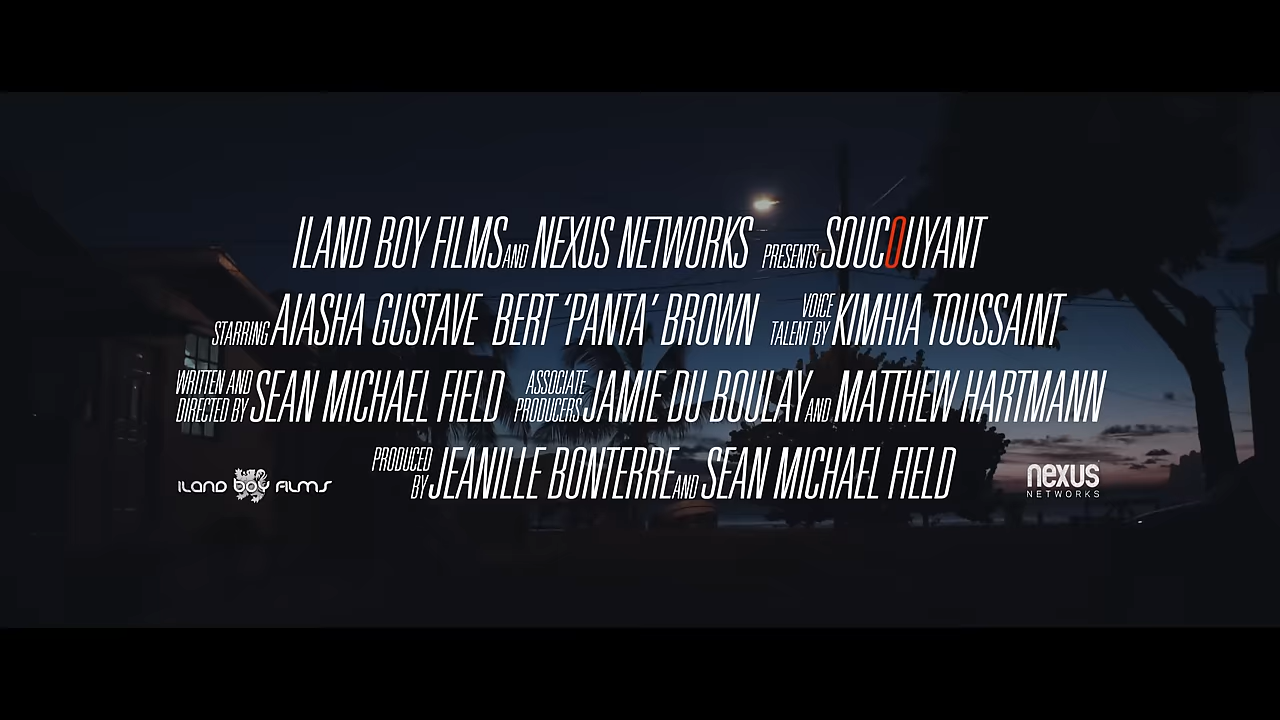 ILAND BOY FILMS AND NEXUS NETWORKS PRESENTS SOUCOUYANT
STARRING AIASHA GUSTAVE BERT ‘PANTA’ BROWN VOICE TALENT BY KIMHIA TOUSSAINT
WRITTEN AND DIRECTED BY SEAN MICHAEL FIELD ASSOCIATE PRODUCERS JAMIE DU BOULAY AND MATTHEW HARTMANN
PRODUCED BY JEANILLE BONTERRE AND SEAN MICHAEL FIELD
ILAND BOY FILMS
nexus
NETWORKS